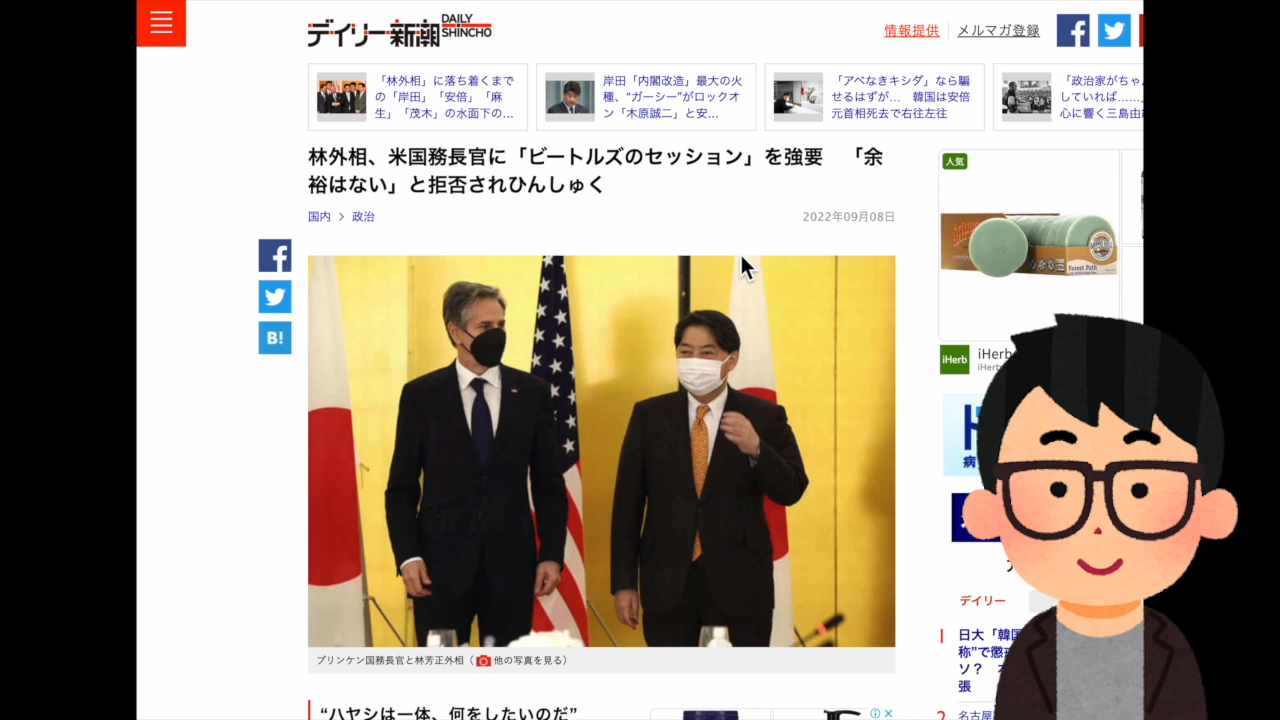 デイリー新潮
DAILY
SHINCHO
情報提供
メルマガ登録
「林外相」に落ち着くまで
の「岸田」「安倍」「麻
生」「茂木」の水面下の…
岸田「内閣改造」最大の火
種、“ガーシー”がロックオ
ン「木原誠二」と安…
「アベなきキシダ」なら騙
せるはずが… 韓国は安倍
元首相死去で右往左往
「政治家がちゃ
していれば……
心に響く三島由
林外相、米国務長官に「ビートルズのセッション」を強要 「余
裕はない」と拒否されひんしゅく
国内 > 政治
2022年09月08日
人気
Forest Path
B!
iHerb
iHerb
iHerb
病
ブリンケン国務長官と林芳正外相（他の写真を見る）
デイリー
日大「韓国
称”で懲
ソ？
張
2 名古屋
“ハヤシは一体、何をしたいのだ”